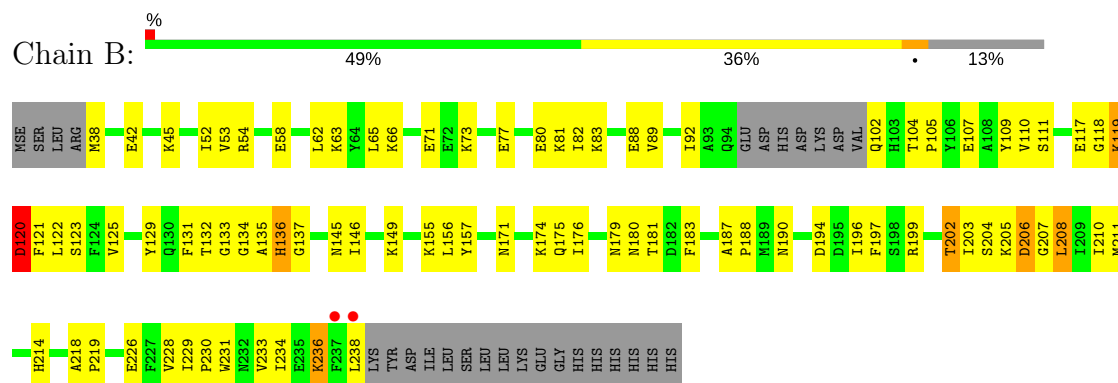 %
Chain B:
49% 36% • 13%
MSE SER LEU ARG M38 E42 K45 I52 V53 R54 E58 L62 K63 Y64 L65 K66 E71 E72 K73 E77 E80 K81 I82 K83 E88 V89 I92 A93 Q94 GLU ASP HIS ASP LYS ASP VAL Q102 H103 T104 P105 Y106 E107 A108 Y109 V110 S111 E117 G118 K119
D120 F121 L122 S123 F124 V125 Y129 Q130 F131 T132 G133 G134 A135 H136 G137 N145 I146 K149 K155 L156 Y157 N171 K174 Q175 I176 N179 N180 T181 D182 F183 A187 P188 M189 N190 D194 D195 I196 F197 S198 R199 T202 I203 S204 K205 D206 G207 L208 I209 I210 M211
H214 A218 P219 E226 F227 V228 I229 P230 W231 N232 V233 I234 E235 K236 F237 L238 LYS TYR ASP ILE LEU SER LEU LEU LYS GLU GLY HIS HIS HIS HIS HIS HIS